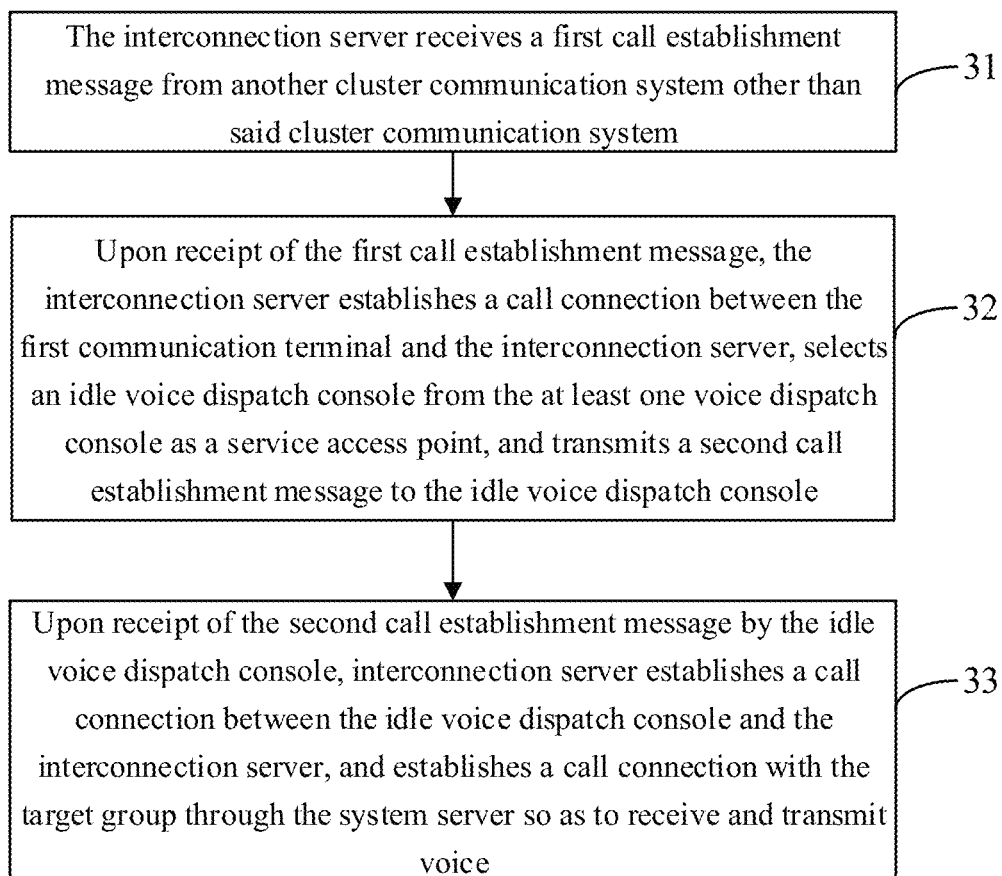 The interconnection server receives a first call establishment
message from another cluster communication system other than
said cluster communication system
31
Upon receipt of the first call establishment message, the
interconnection server establishes a call connection between the
first communication terminal and the interconnection server, selects
an idle voice dispatch console from the at least one voice dispatch
console as a service access point, and transmits a second call
establishment message to the idle voice dispatch console
32
Upon receipt of the second call establishment message by the idle
voice dispatch console, interconnection server establishes a call
connection between the idle voice dispatch console and the
interconnection server, and establishes a call connection with the
target group through the system server so as to receive and transmit
voice
33